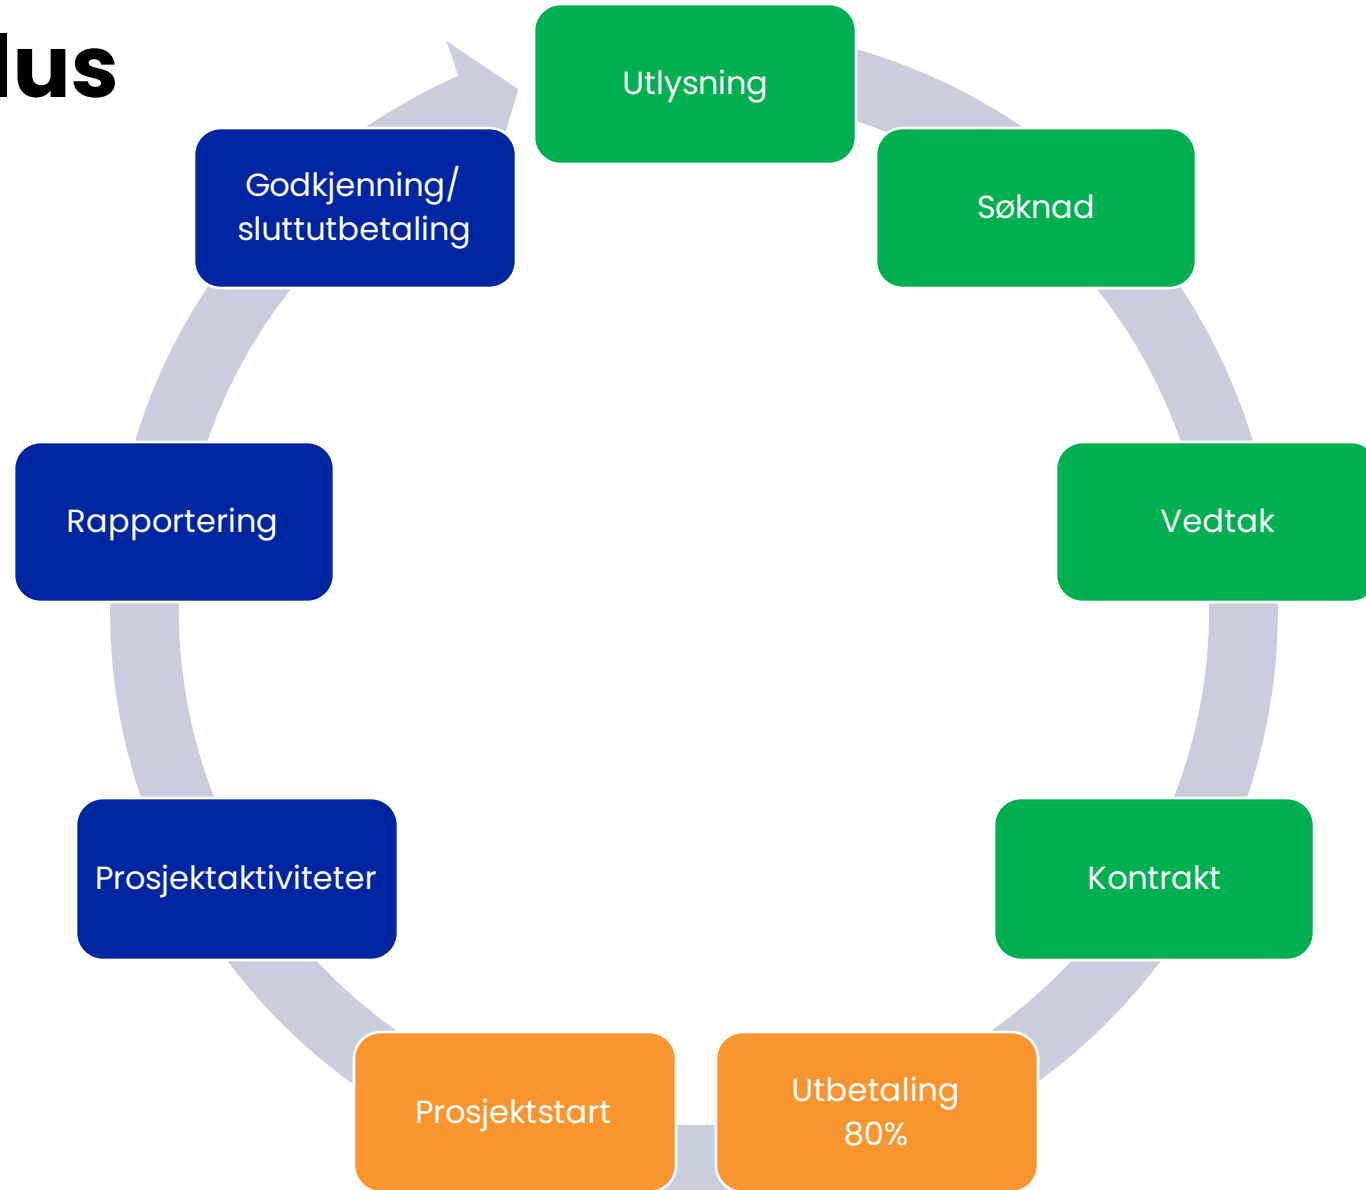 lus
Utlysning
Søknad
Vedtak
Kontrakt
Utbetaling
80%
Prosjektstart
Prosjektaktiviteter
Rapportering
Godkjenning/
sluttutbetaling